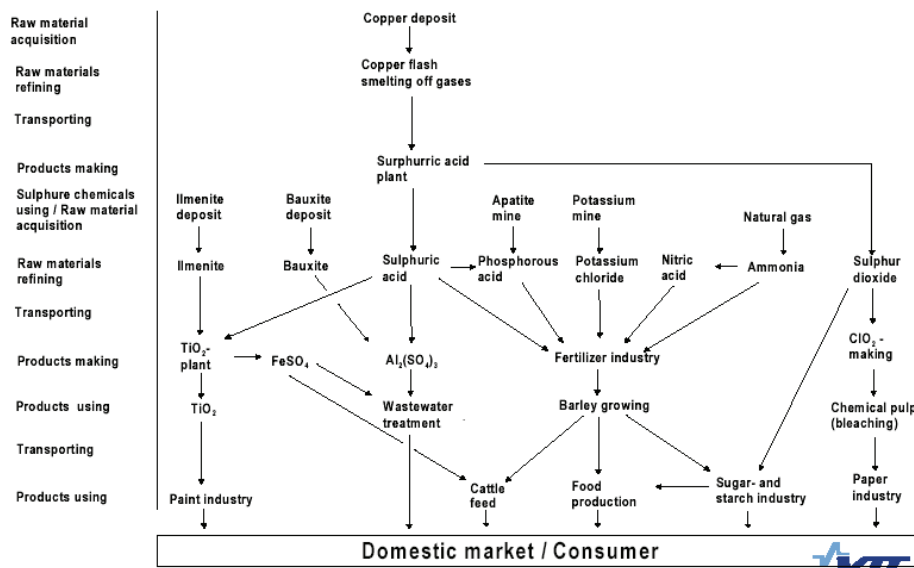 Raw material
acquisition
Copper deposit
Raw materials
refining
Copper flash
smelting off gases
Transporting
Products making
Surphurric acid
plant
Sulphure chemicals
using / Raw material
acquisition
Ilmenite
deposit
Bauxite
deposit
Apatite
mine
Potassium
mine
Natural gas
Raw materials
refining
Ilmenite
Bauxite
Sulphuric
acid
Phosphorous
acid
Potassium
chloride
Nitric
acid
Ammonia
Sulphur
dioxide
Transporting
Products making
TiO₂-
plant
FeSO₄
Al₂(SO₄)₃
Fertilizer industry
ClO₂ -
making
Products using
TiO₂
Wastewater
treatment
Barley growing
Chemical pulp
(bleaching)
Transporting
Products using
Paint industry
Cattle
feed
Food
production
Sugar- and
starch industry
Paper
industry
Domestic market / Consumer